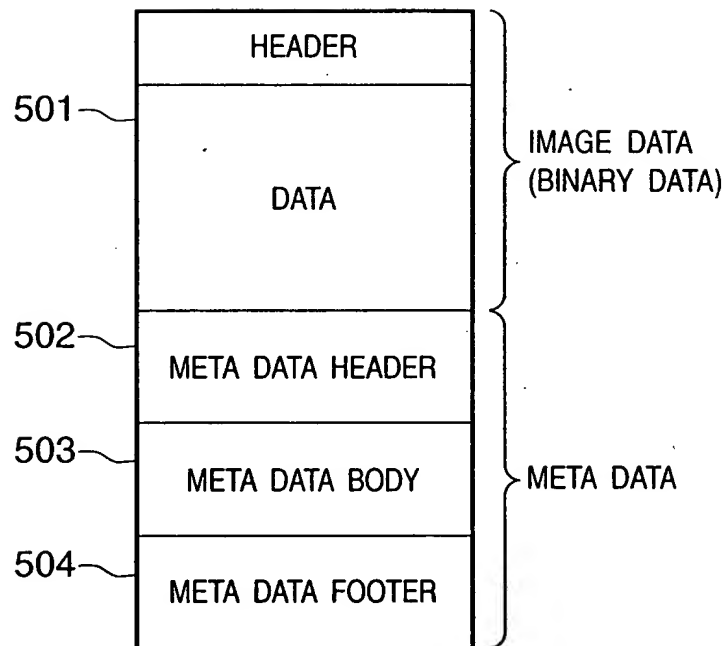 HEADER
501
DATA
IMAGE DATA
(BINARY DATA)
502
META DATA HEADER
503
META DATA BODY
META DATA
504
META DATA FOOTER